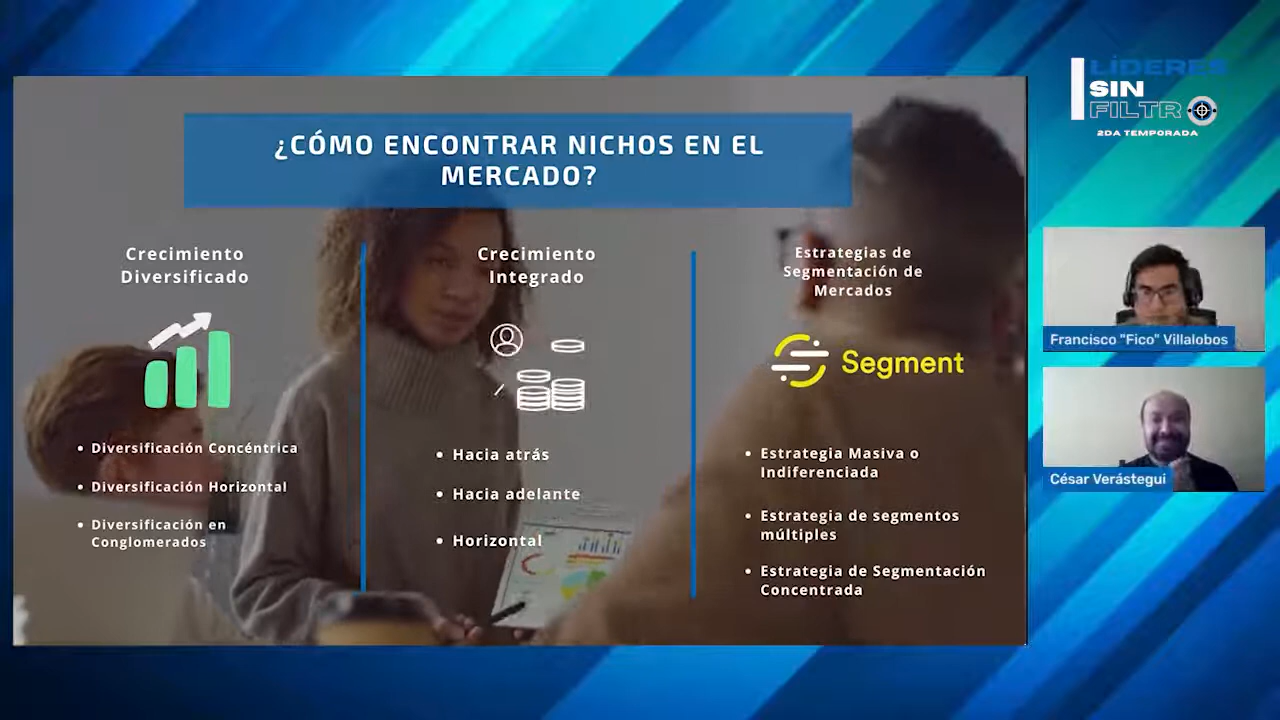 ¿CÓMO ENCONTRAR NICHOS EN EL
MERCADO?
Crecimiento
Diversificado
• Diversificación Concéntrica
• Diversificación Horizontal
• Diversificación en
Conglomerados
Crecimiento
Integrado
• Hacia atrás
• Hacia adelante
• Horizontal
Estrategias de
Segmentación de
Mercados
Segment
• Estrategia Masiva o
Indiferenciada
• Estrategia de segmentos
múltiples
• Estrategia de Segmentación
Concentrada
LÍDERES
SIN
FILTRO
2DA TEMPORADA
Francisco "Fico" Villalobos
César Verástegui